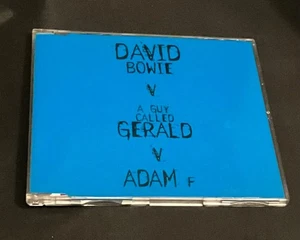 DAVID
BOWIE
V
A GUY
CALLED
GERALD
V
ADAM F